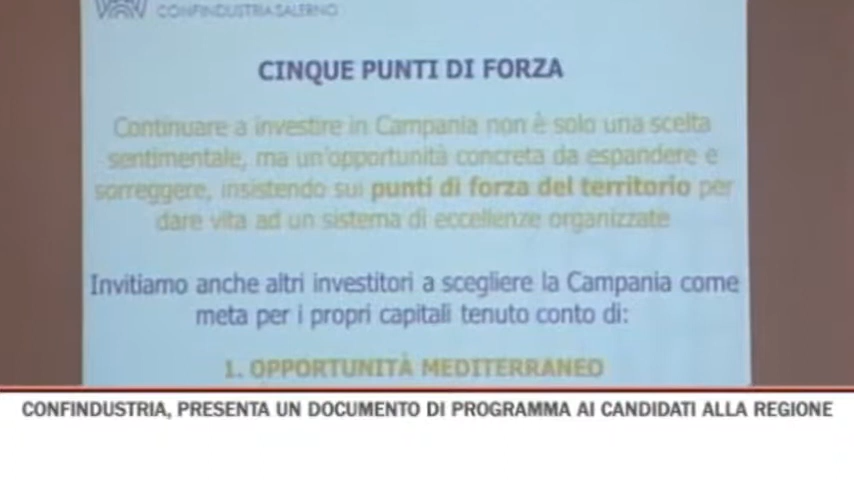 CONFINDUSTRIA SALERNO
CINQUE PUNTI DI FORZA
Continuare a investire in Campania non è solo una scelta
sentimentale, ma un'opportunità concreta da espandere e
sorreggere, insistendo sui punti di forza del territorio per
dare vita ad un sistema di eccellenze organizzate
Invitiamo anche altri investitori a scegliere la Campania come
meta per i propri capitali tenuto conto di:
1. OPPORTUNITÀ MEDITERRANEO
CONFINDUSTRIA, PRESENTA UN DOCUMENTO DI PROGRAMMA AI CANDIDATI ALLA REGIONE